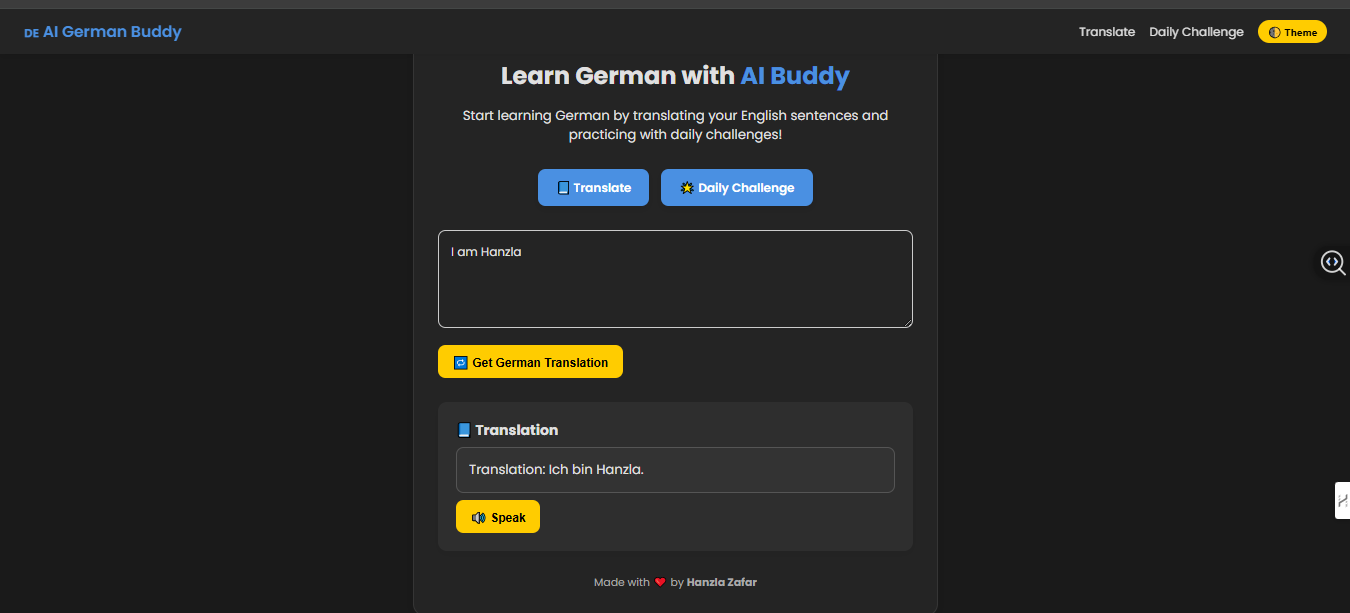 DE AI German Buddy
Translate
Daily Challenge
Theme
Learn German with AI Buddy
Start learning German by translating your English sentences and
practicing with daily challenges!
Translate
Daily Challenge
I am Hanzla
Get German Translation
Translation
Translation: Ich bin Hanzla.
Speak
Made with ❤️ by Hanzla Zafar